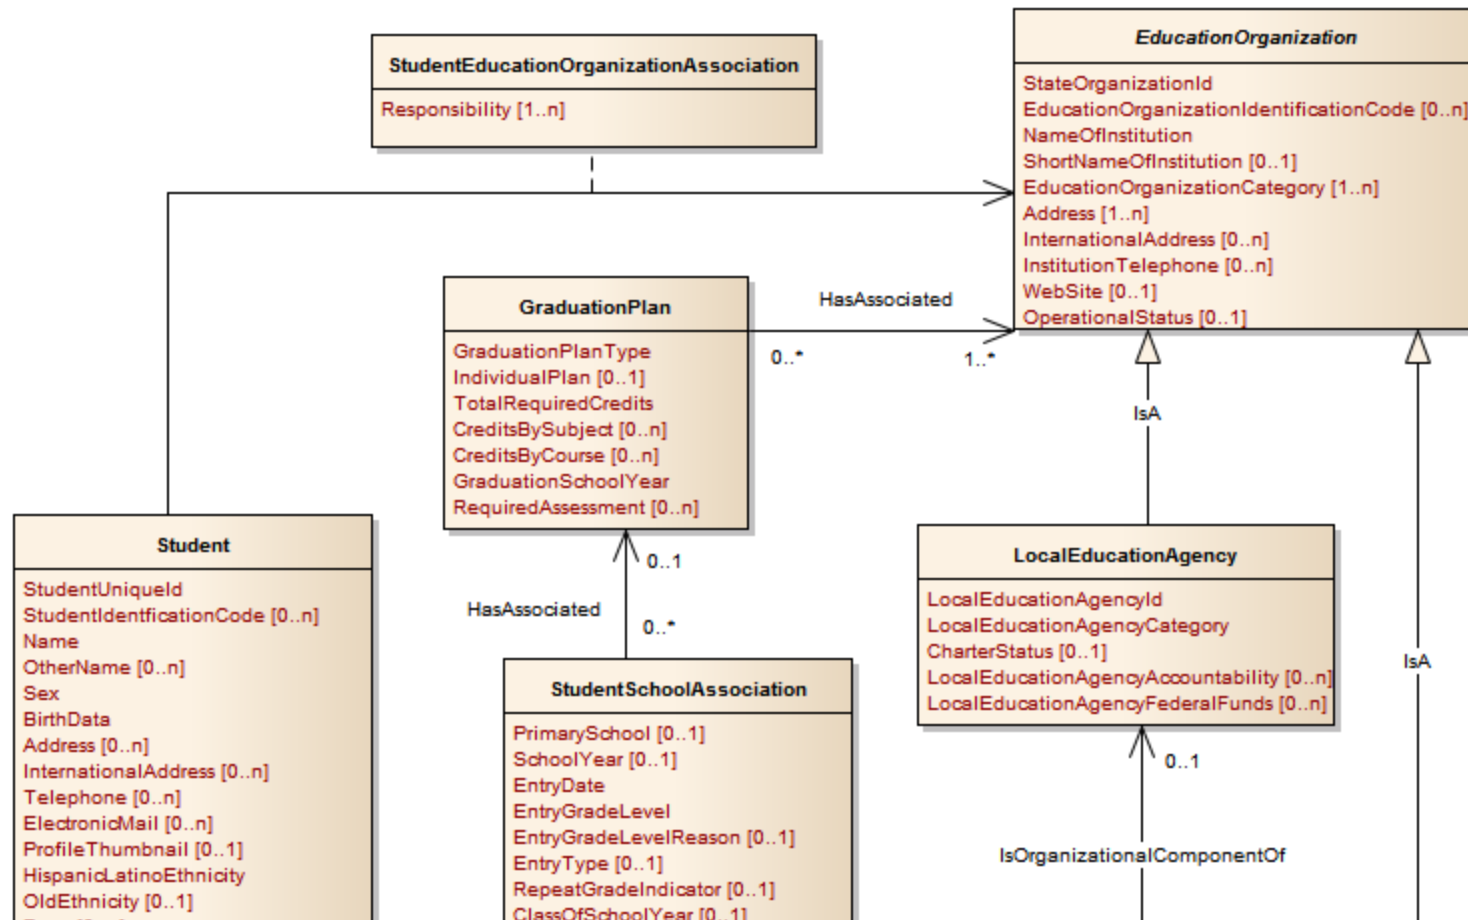 StudentEducationOrganizationAssociation
Responsibility [1..n]
EducationOrganization
StateOrganizationId
EducationOrganizationIdentificationCode [0..n]
NameOfInstitution
ShortNameOfInstitution [0..1]
EducationOrganizationCategory [1..n]
Address [1..n]
InternationalAddress [0..n]
InstitutionTelephone [0..n]
WebSite [0..1]
OperationalStatus [0..1]
HasAssociated
0..*
1..*
GraduationPlan
GraduationPlanType
IndividualPlan [0..1]
TotalRequiredCredits
CreditsBySubject [0..n]
CreditsByCourse [0..n]
GraduationSchoolYear
RequiredAssessment [0..n]
IsA
0..1
HasAssociated
0..*
Student
StudentUniqueId
StudentIdentficationCode [0..n]
Name
OtherName [0..n]
Sex
BirthData
Address [0..n]
InternationalAddress [0..n]
Telephone [0..n]
ElectronicMail [0..n]
ProfileThumbnail [0..1]
HispanicLatinoEthnicity
OldEthnicity [0..1]
StudentSchoolAssociation
PrimarySchool [0..1]
SchoolYear [0..1]
EntryDate
EntryGradeLevel
EntryGradeLevelReason [0..1]
EntryType [0..1]
RepeatGradeIndicator [0..1]
ClassOfSchoolYear [0..1]
LocalEducationAgency
LocalEducationAgencyId
LocalEducationAgencyCategory
CharterStatus [0..1]
LocalEducationAgencyAccountability [0..n]
LocalEducationAgencyFederalFunds [0..n]
IsA
0..1
IsOrganizationalComponentOf